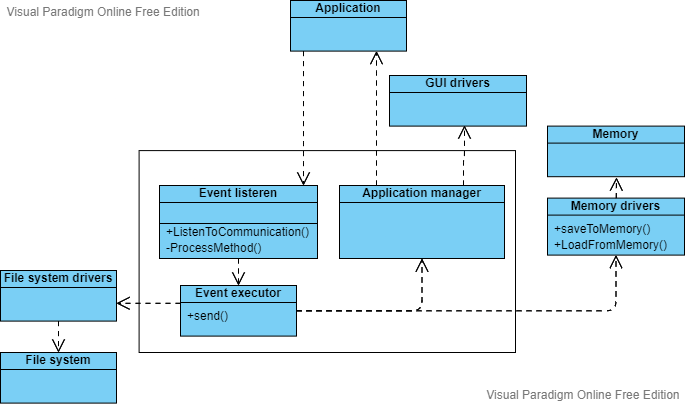 Visual Paradigm Online Free Edition
Application
GUI drivers
Memory
Event listeren
+ListenToCommunication()
-ProcessMethod()
Application manager
Memory drivers
+saveToMemory()
+LoadFromMemory()
File system drivers
Event executor
+send()
File system
Visual Paradigm Online Free Edition